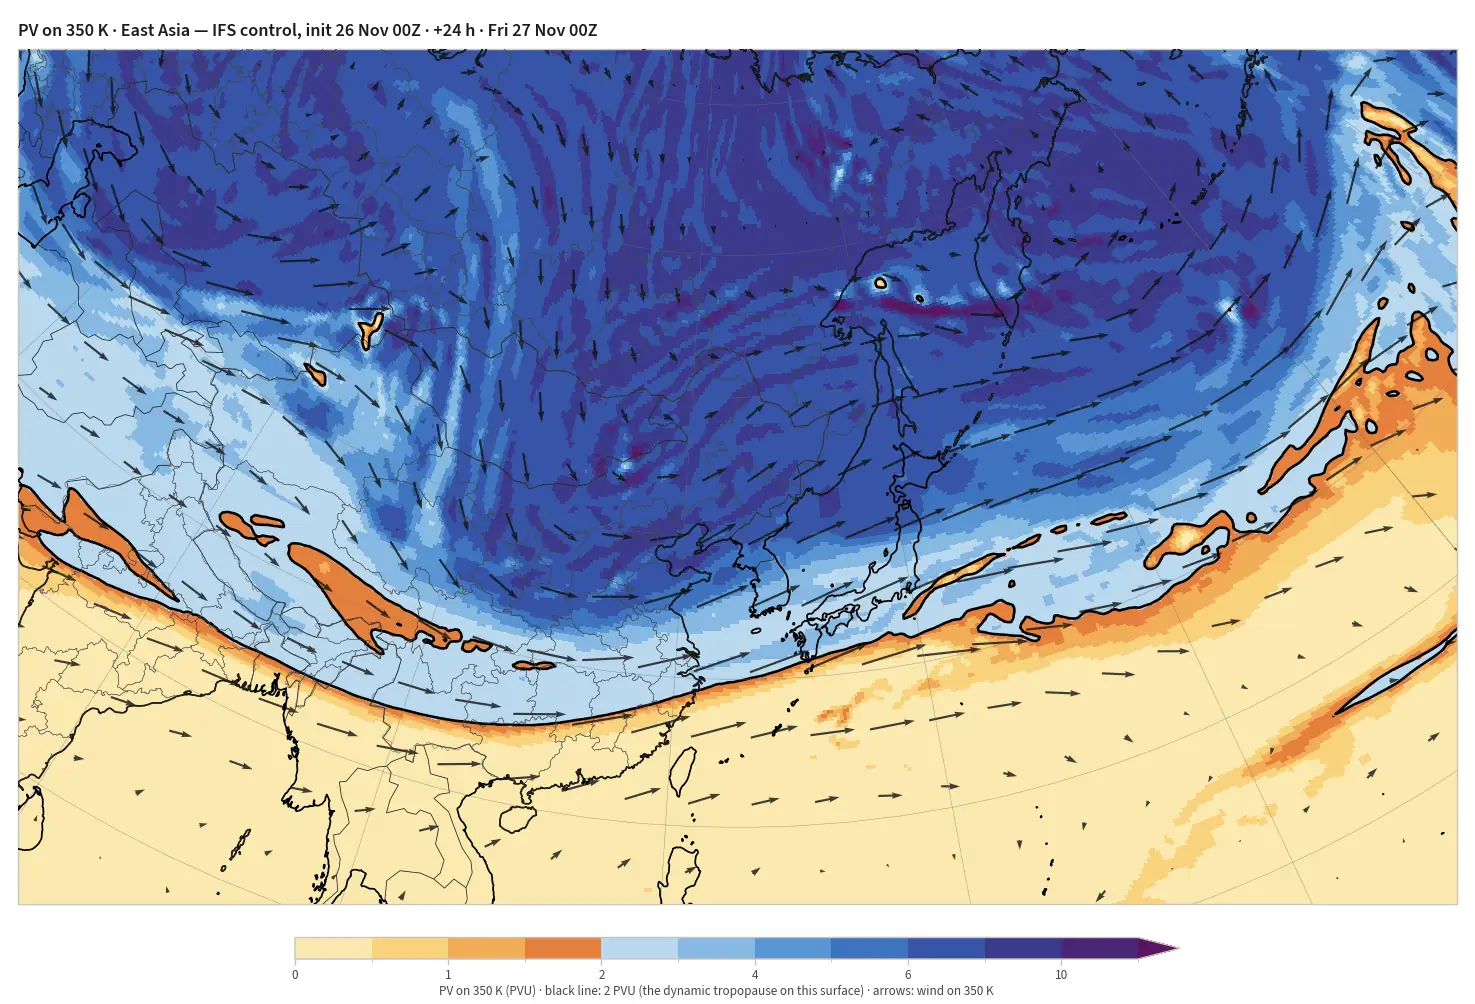 PV on 350 K · East Asia — IFS control, init 26 Nov 00Z · +24 h · Fri 27 Nov 00Z
0 1 2 4 6 10
PV on 350 K (PVU) · black line: 2 PVU (the dynamic tropopause on this surface) · arrows: wind on 350 K